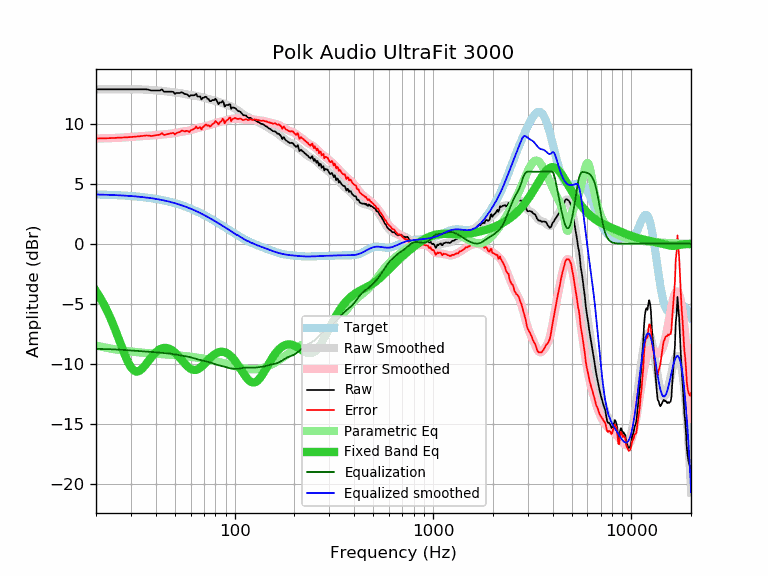 Polk Audio UltraFit 3000
Amplitude (dBr)
10
5
0
−5
−10
−15
−20
Target
Raw Smoothed
Error Smoothed
Raw
Error
Parametric Eq
Fixed Band Eq
Equalization
Equalized smoothed
100 1000 10000
Frequency (Hz)